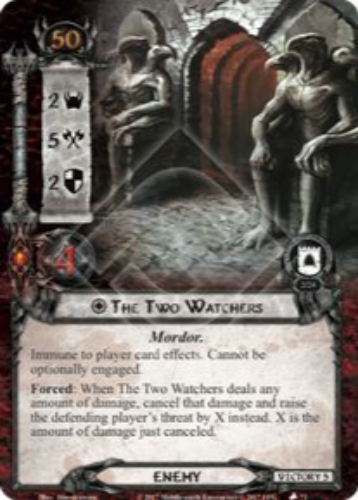 50
2
5
2
4
THE TWO WATCHERS
Mordor.
Immune to player card effects. Cannot be
optionally engaged.
Forced: When The Two Watchers deals any
amount of damage, cancel that damage and raise
the defending player's threat by X instead. X is the
amount of damage just canceled.
ENEMY
VICTORY 5